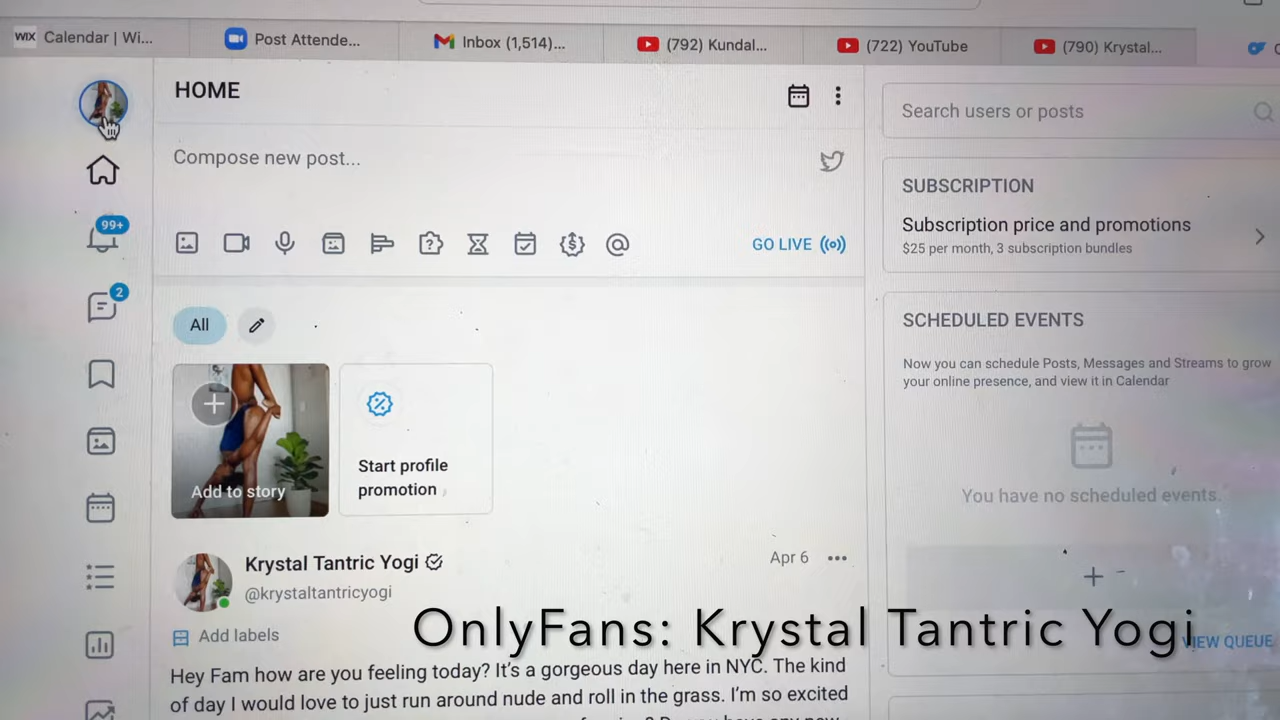 WIX Calendar | Wi...
Post Attende...
Inbox (1,514)...
(792) Kundal...
(722) YouTube
(790) Krystal...
HOME
Compose new post...
GO LIVE
99+
2
All
Add to story
Start profile
promotion
Krystal Tantric Yogi
@krystaltantricyogi
Apr 6
Add labels
Hey Fam how are you feeling today? It's a gorgeous day here in NYC. The kind
of day I would love to just run around nude and roll in the grass. I'm so excited
Search users or posts
SUBSCRIPTION
Subscription price and promotions
$25 per month, 3 subscription bundles
SCHEDULED EVENTS
Now you can schedule Posts, Messages and Streams to grow
your online presence, and view it in Calendar
You have no scheduled events.
VIEW QUEUE
OnlyFans: Krystal Tantric Yogi